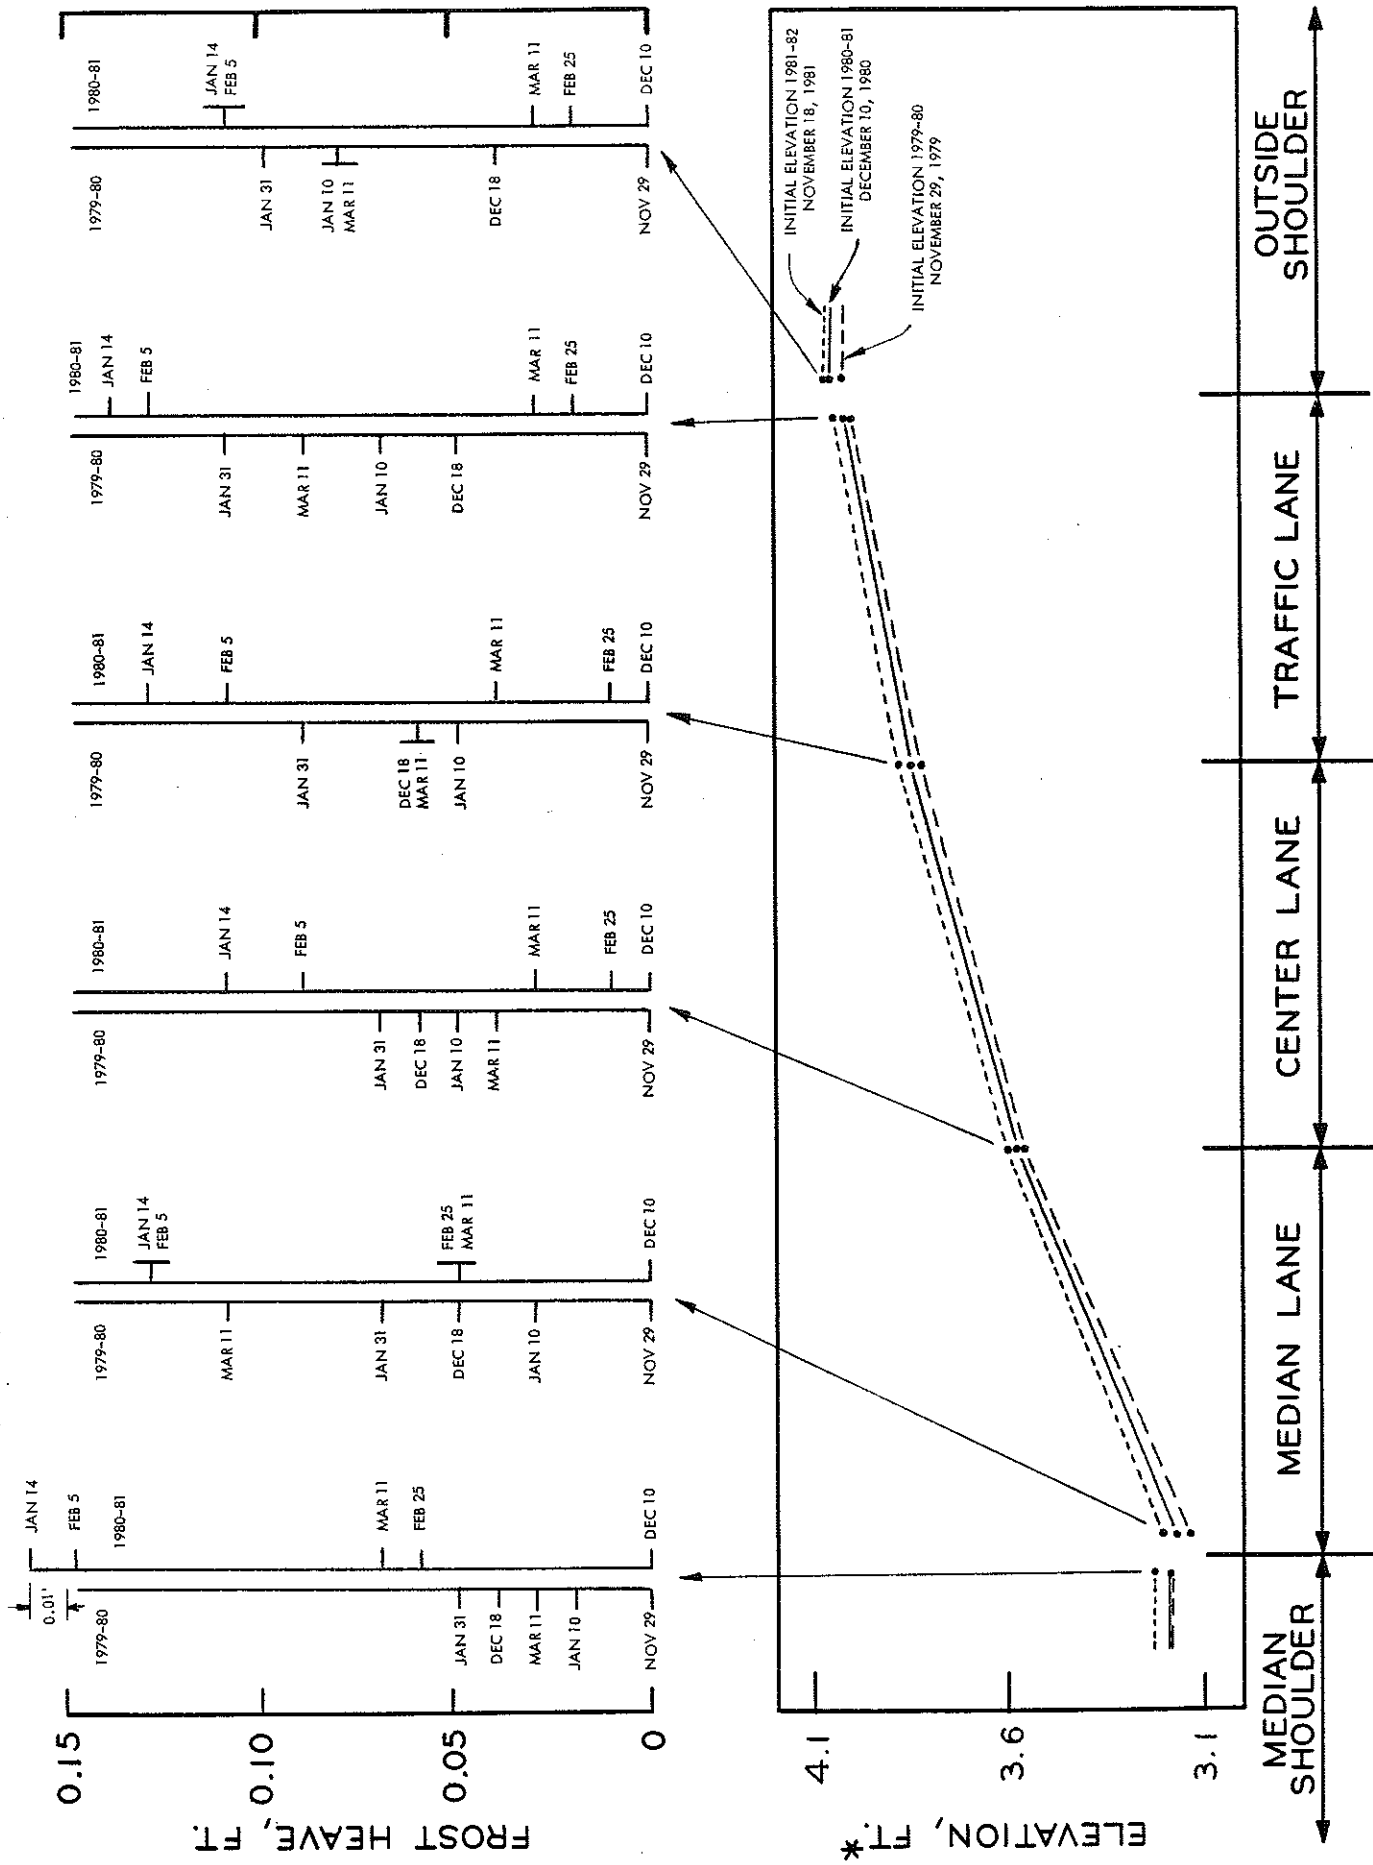 FROST HEAVE, FT.
0.15
0.10
0.05
0
0.01'
1979-80
JAN 31
DEC 18
MAR 11
JAN 10
NOV 29
JAN 14
FEB 5
1980-81
MAR 11
FEB 25
DEC 10
1979-80
MAR 11
JAN 31
DEC 18
JAN 10
NOV 29
1980-81
JAN 14
FEB 5
FEB 25
MAR 11
DEC 10
1979-80
JAN 31
DEC 18
JAN 10
MAR 11
NOV 29
1980-81
JAN 14
FEB 5
MAR 11
FEB 25
DEC 10
1979-80
JAN 31
DEC 18
MAR 11
JAN 10
NOV 29
1980-81
JAN 14
FEB 5
MAR 11
FEB 25
DEC 10
1979-80
JAN 31
MAR 11
JAN 10
DEC 18
NOV 29
1980-81
JAN 14
FEB 5
MAR 11
FEB 25
DEC 10
1979-80
JAN 31
JAN 10
MAR 11
DEC 18
NOV 29
1980-81
JAN 14
FEB 5
MAR 11
FEB 25
DEC 10
ELEVATION, FT.*
4.1
3.6
3.1
INITIAL ELEVATION 1981-82
NOVEMBER 18, 1981
INITIAL ELEVATION 1980-81
DECEMBER 10, 1980
INITIAL ELEVATION 1979-80
NOVEMBER 29, 1979
MEDIAN
SHOULDER
MEDIAN LANE
CENTER LANE
TRAFFIC LANE
OUTSIDE
SHOULDER